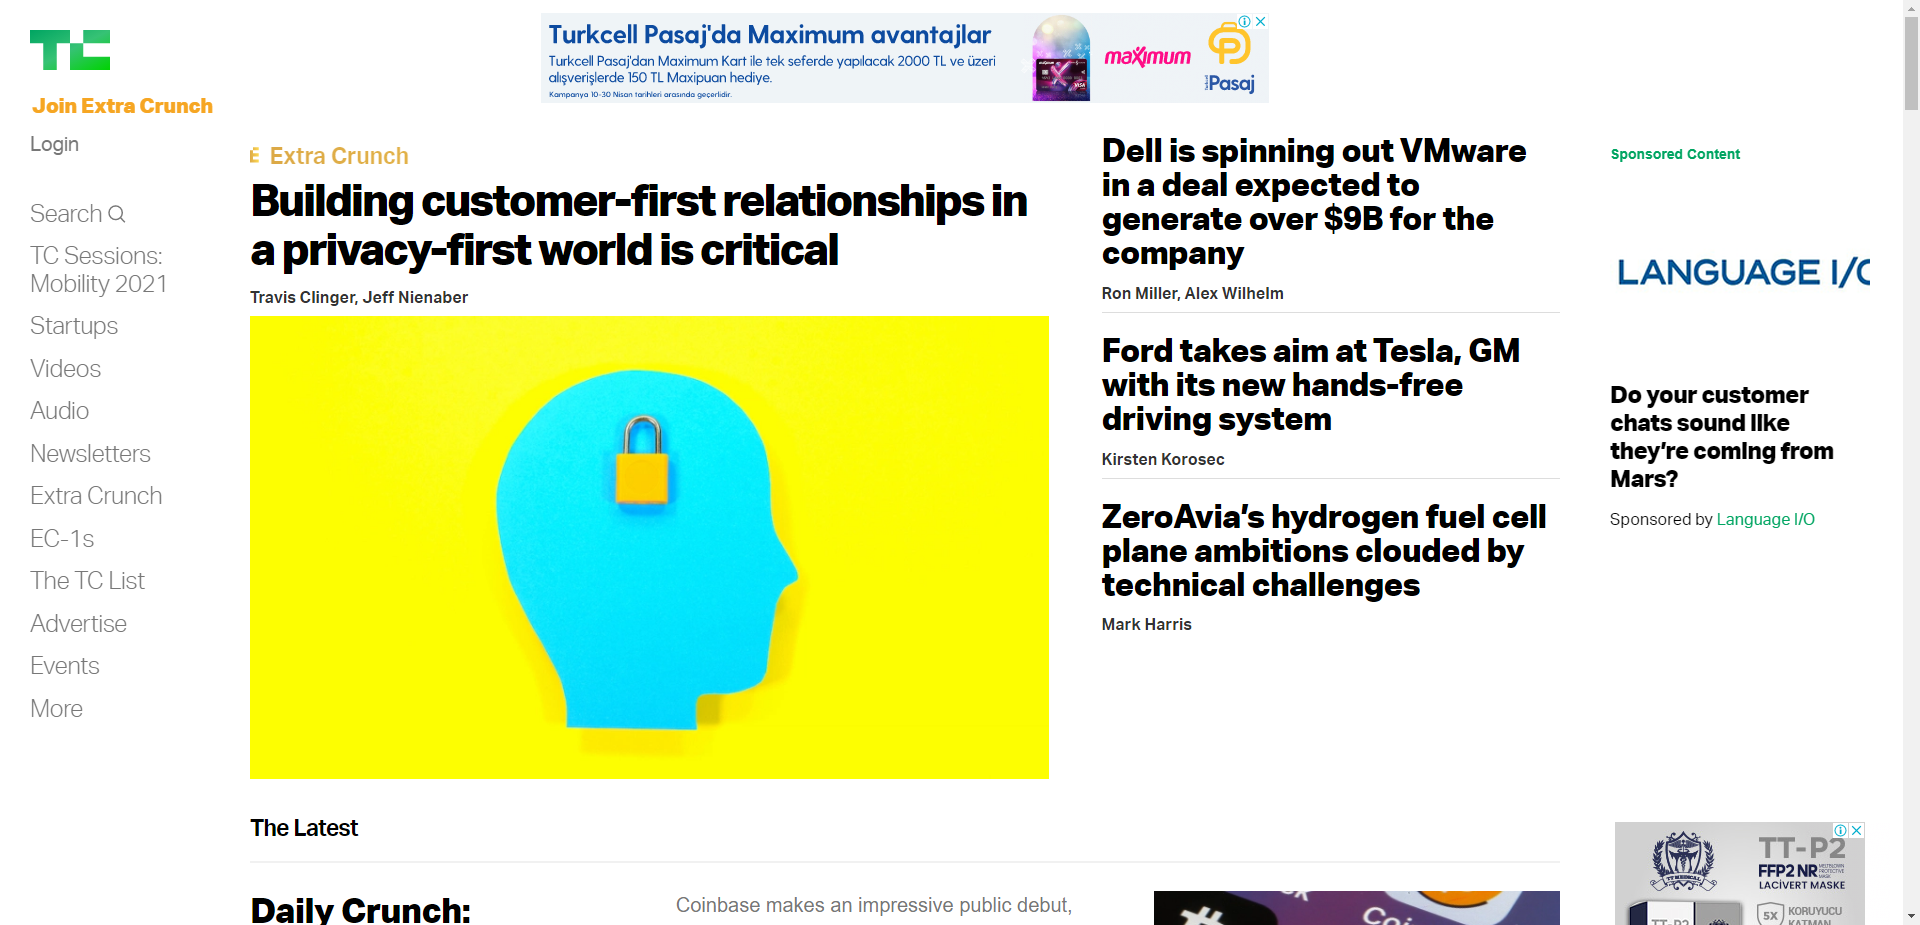 TC
Join Extra Crunch
Login
Search
TC Sessions:
Mobility 2021
Startups
Videos
Audio
Newsletters
Extra Crunch
EC-1s
The TC List
Advertise
Events
More
Turkcell Pasaj'da Maximum avantajlar
Turkcell Pasaj'dan Maximum Kart ile tek seferde yapılacak 2000 TL ve üzeri
alışverişlerde 150 TL Maxipuan hediye.
Kampanya 10-30 Nisan tarihleri arasında geçerlidir.
VISA
maximum
Pasaj
Extra Crunch
Building customer-first relationships in
a privacy-first world is critical
Travis Clinger, Jeff Nienaber
Dell is spinning out VMware
in a deal expected to
generate over $9B for the
company
Ron Miller, Alex Wilhelm
Ford takes aim at Tesla, GM
with its new hands-free
driving system
Kirsten Korosec
ZeroAvia’s hydrogen fuel cell
plane ambitions clouded by
technical challenges
Mark Harris
Sponsored Content
LANGUAGE I/O
Do your customer
chats sound like
they’re coming from
Mars?
Sponsored by Language I/O
The Latest
Daily Crunch:
Coinbase makes an impressive public debut,
Coi
TT-P2
FFP2 NR
LACİVERT MASKE
TT MEDICAL
TT-P2
5X
KORUYUCU
KATMAN